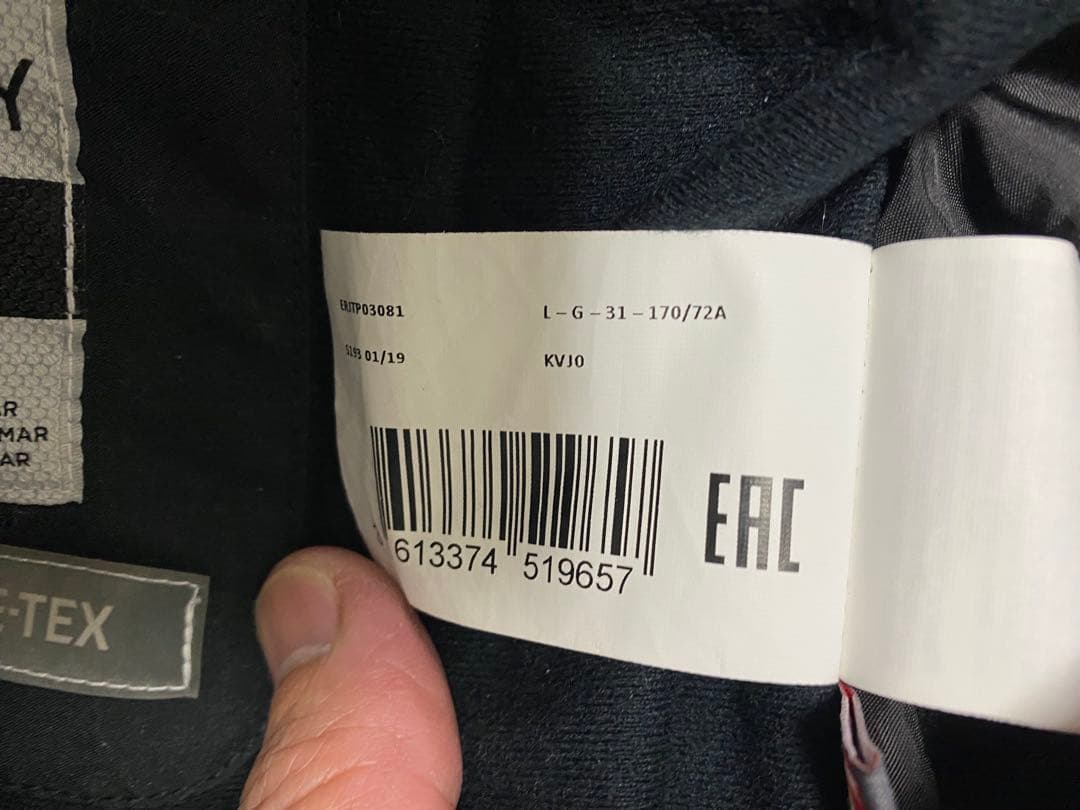 Y
AR
MAR
AR
E-TEX
ERJTP03081
L – G – 31 – 170/72A
S193 01/19
KVJ0
613374 519657
EAC